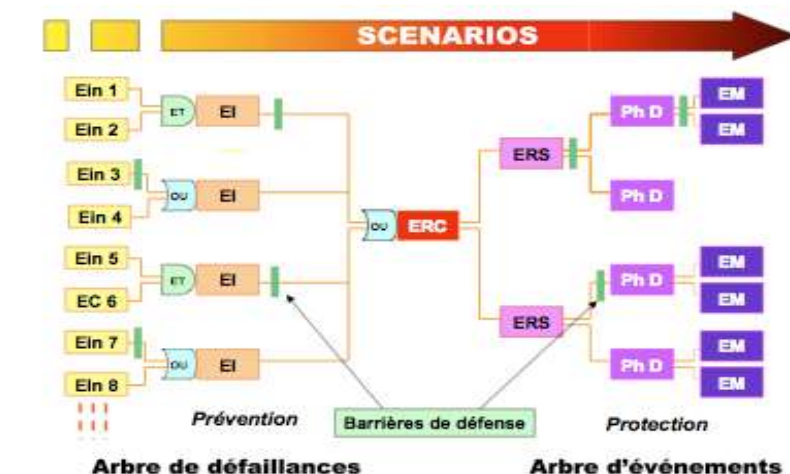 SCENARIOS
Ein 1
Ein 2
ET
EI
Ein 3
Ein 4
OU
EI
Ein 5
EC 6
ET
EI
Ein 7
Ein 8
OU
EI
OU
ERC
ERS
ERS
Ph D
Ph D
Ph D
Ph D
EM
EM
EM
EM
EM
EM
Prévention
Barrières de défense
Protection
Arbre de défaillances
Arbre d'événements